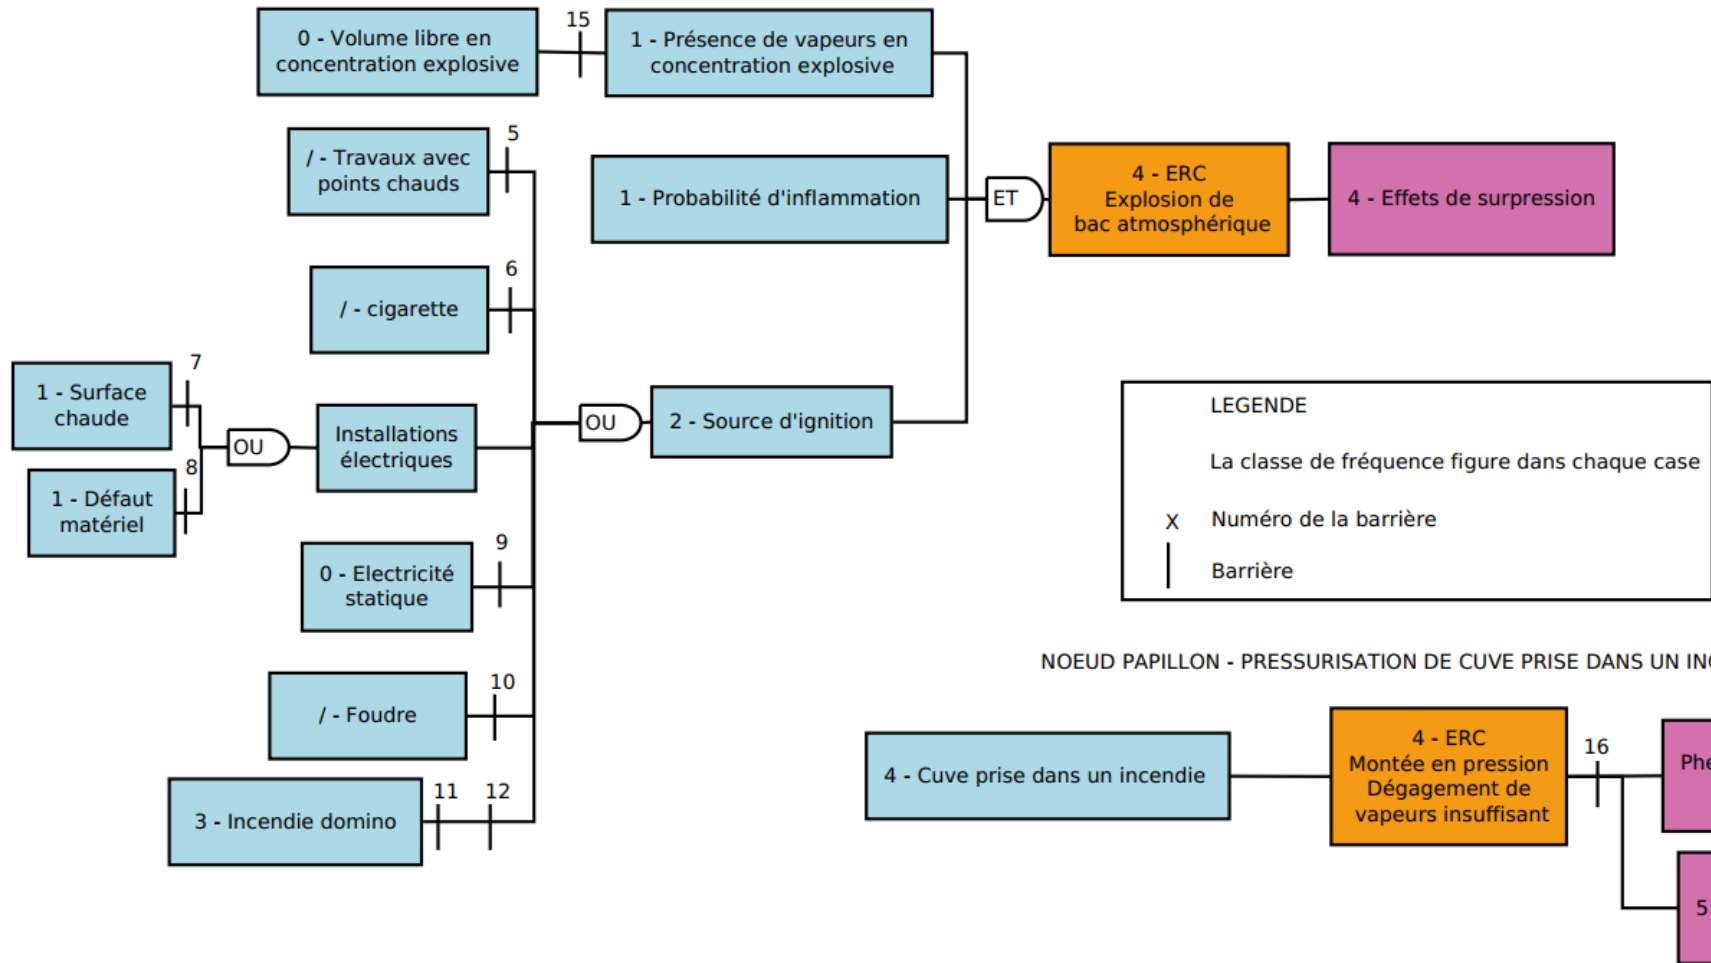 15
0 - Volume libre en
concentration explosive
1 - Présence de vapeurs en
concentration explosive
5
/ - Travaux avec
points chauds
1 - Probabilité d'inflammation
ET
4 - ERC
Explosion de
bac atmosphérique
4 - Effets de surpression
6
/ - cigarette
7
1 - Surface
chaude
OU
Installations
électriques
8
1 - Défaut
matériel
OU
2 - Source d'ignition
LEGENDE
La classe de fréquence figure dans chaque case
X Numéro de la barrière
Barrière
9
0 - Electricité
statique
10
/ - Foudre
11 12
3 - Incendie domino
NOEUD PAPILLON - PRESSURISATION DE CUVE PRISE DANS UN
4 - Cuve prise dans un incendie
4 - ERC
Montée en pression
Dégagement de
vapeurs insuffisant
16
5